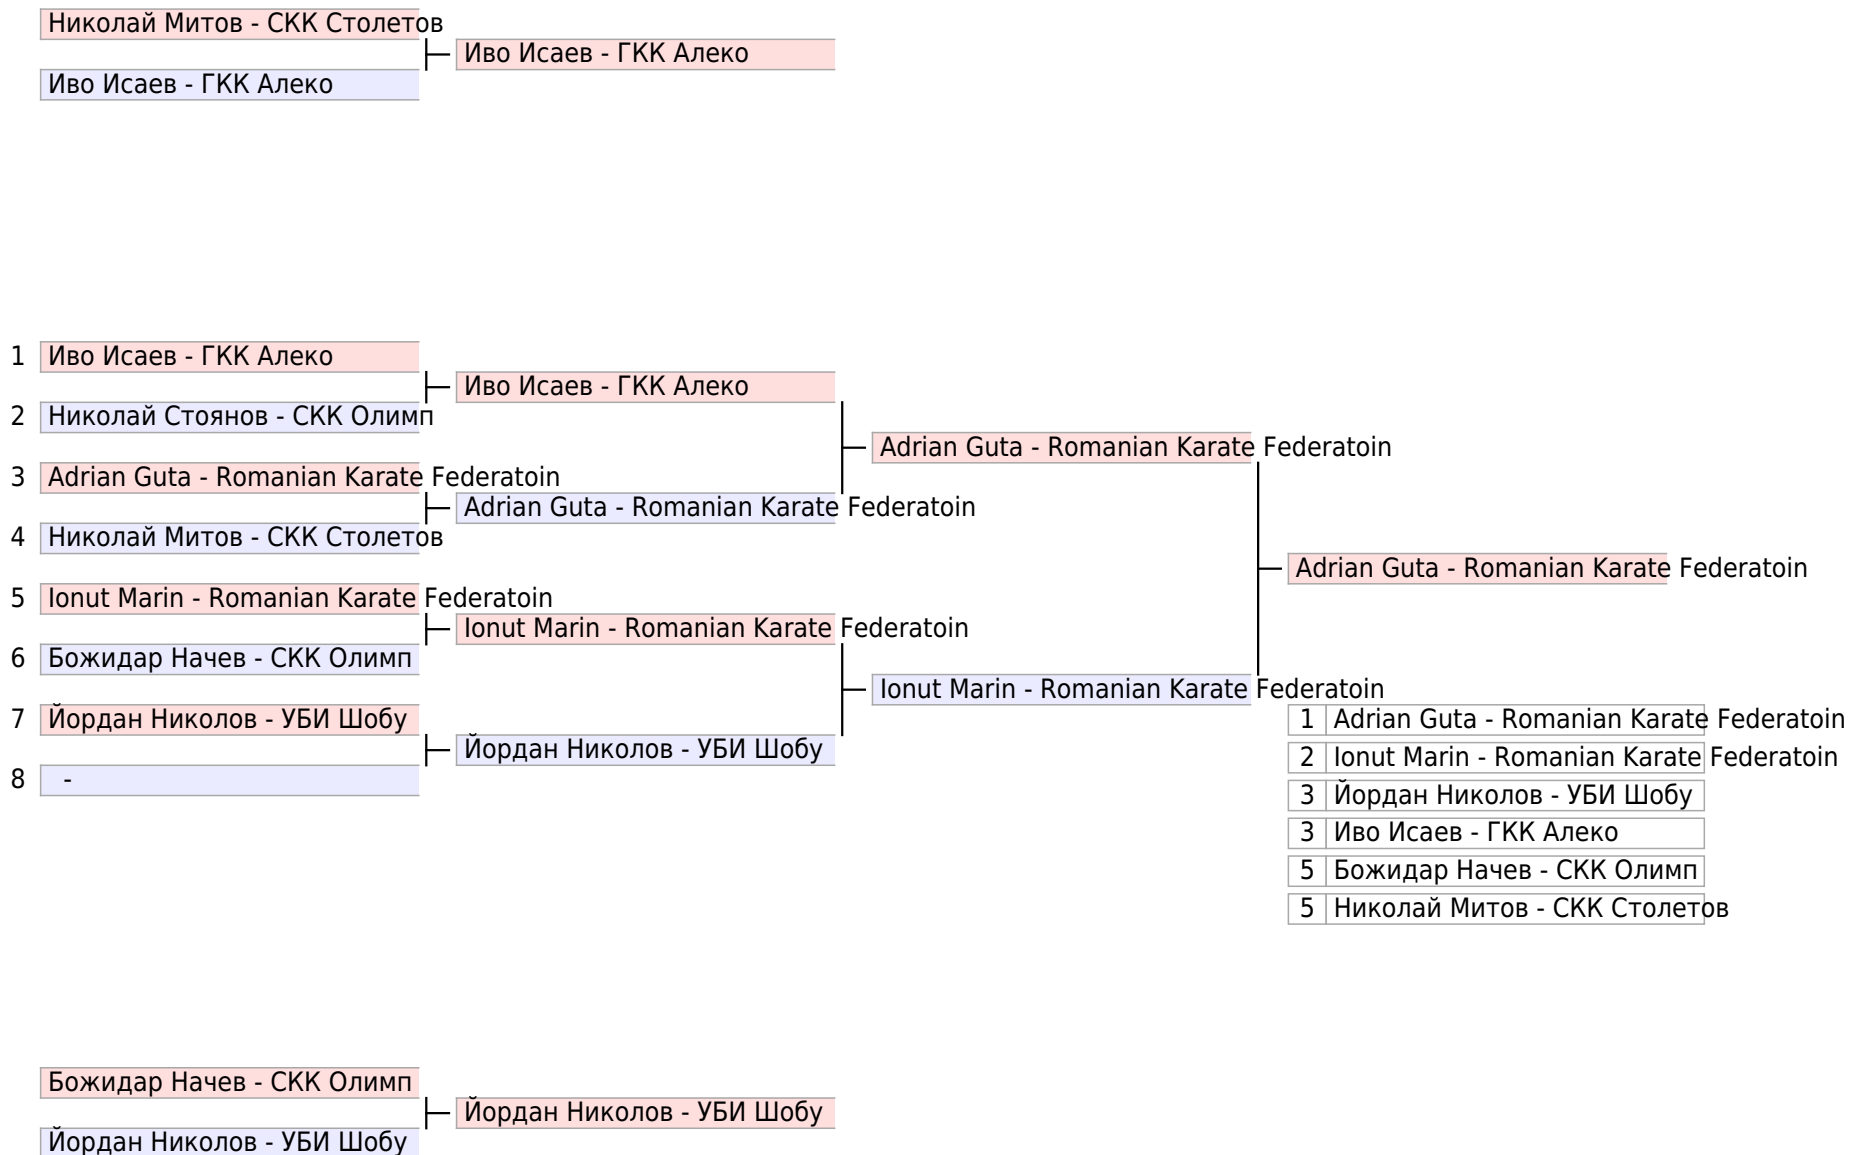 Николай Митов - СКК Столетов
Иво Исаев - ГКК Алеко
Иво Исаев - ГКК Алеко
1 Иво Исаев - ГКК Алеко
Иво Исаев - ГКК Алеко
2 Николай Стоянов - СКК Олимп
Adrian Guta - Romanian Karate Federatoin
3 Adrian Guta - Romanian Karate Federatoin
Adrian Guta - Romanian Karate Federatoin
4 Николай Митов - СКК Столетов
Adrian Guta - Romanian Karate Federatoin
5 Ionut Marin - Romanian Karate Federatoin
Ionut Marin - Romanian Karate Federatoin
6 Божидар Начев - СКК Олимп
Ionut Marin - Romanian Karate Federatoin
7 Йордан Николов - УБИ Шобу
Йордан Николов - УБИ Шобу
8 -
1 Adrian Guta - Romanian Karate Federatoin
2 Ionut Marin - Romanian Karate Federatoin
3 Йордан Николов - УБИ Шобу
3 Иво Исаев - ГКК Алеко
5 Божидар Начев - СКК Олимп
5 Николай Митов - СКК Столетов
Божидар Начев - СКК Олимп
Йордан Николов - УБИ Шобу
Йордан Николов - УБИ Шобу